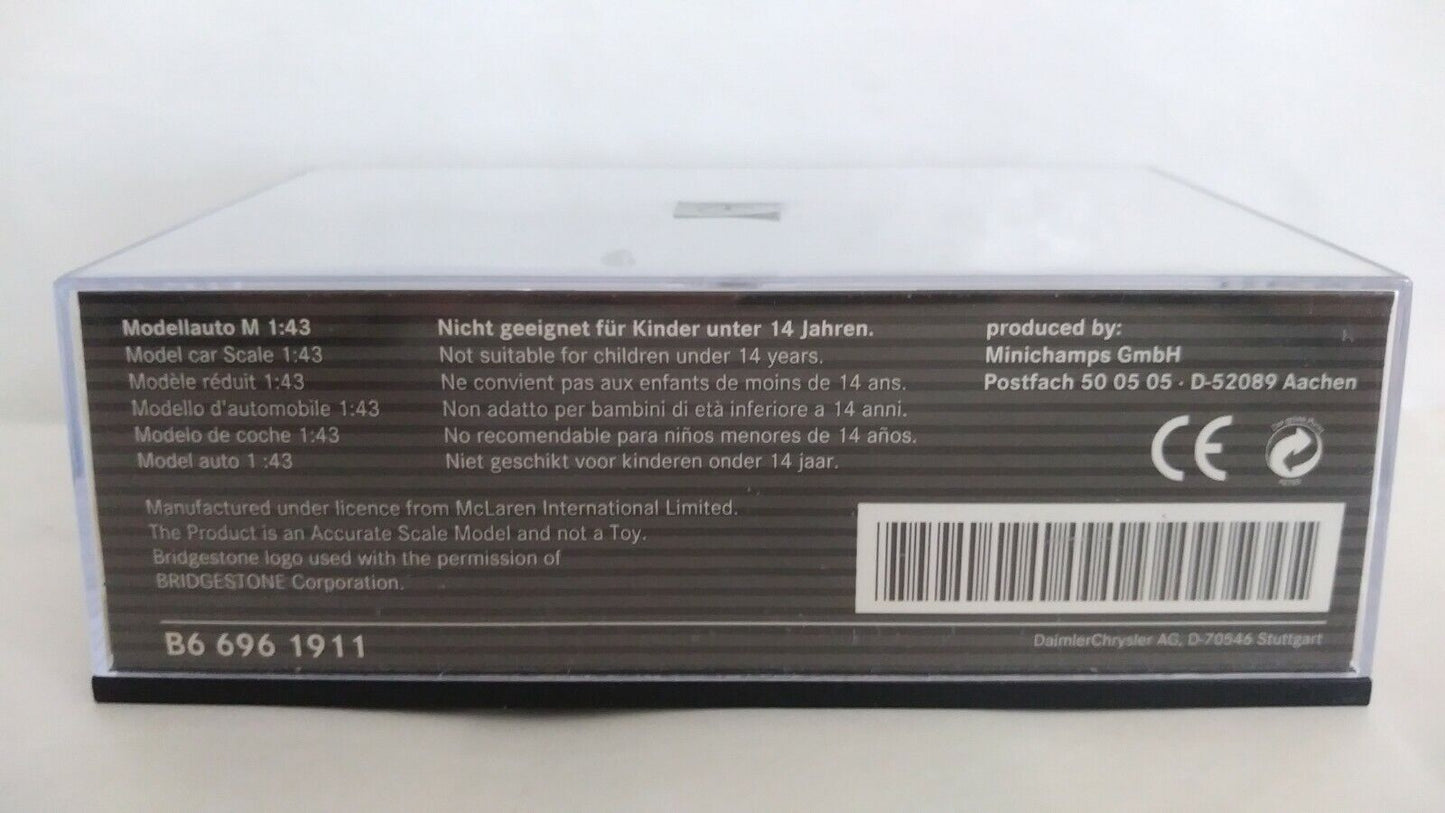 Modellauto M 1:43
Model car Scale 1:43
Modèle réduit 1:43
Modello d'automobile 1:43
Modelo de coche 1:43
Model auto 1 :43
Nicht geeignet für Kinder unter 14 Jahren.
Not suitable for children under 14 years.
Ne convient pas aux enfants de moins de 14 ans.
Non adatto per bambini di età inferiore a 14 anni.
No recomendable para niños menores de 14 años.
Niet geschikt voor kinderen onder 14 jaar.
produced by:
Minichamps GmbH
Postfach 50 05 05 · D-52089 Aachen
CE
Manufactured under licence from McLaren International Limited.
The Product is an Accurate Scale Model and not a Toy.
Bridgestone logo used with the permission of
BRIDGESTONE Corporation.
B6 696 1911
DaimlerChrysler AG, D-70546 Stuttgart